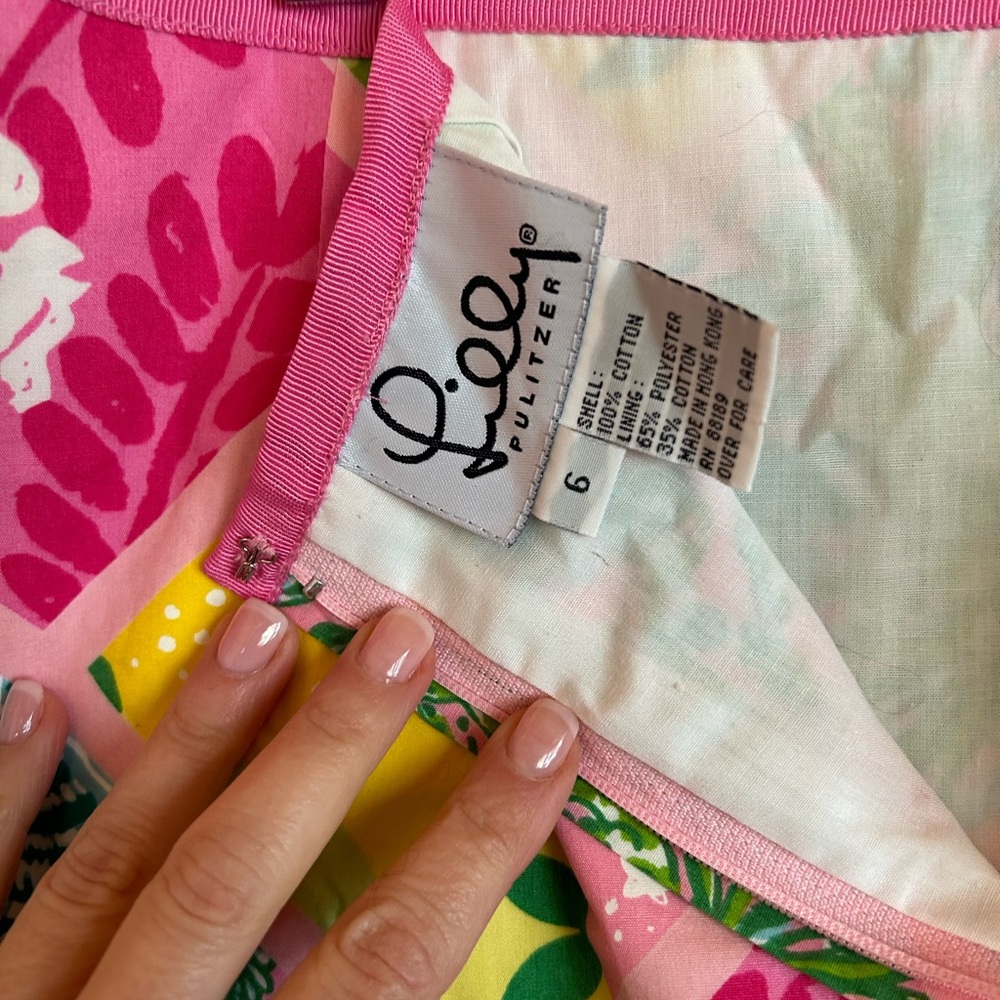 Lilly®
PULITZER
6
SHELL:
100% COTTON
LINING:
65% POLYESTER
35% COTTON
MADE IN HONG KONG
RN 88189
OVER FOR CARE